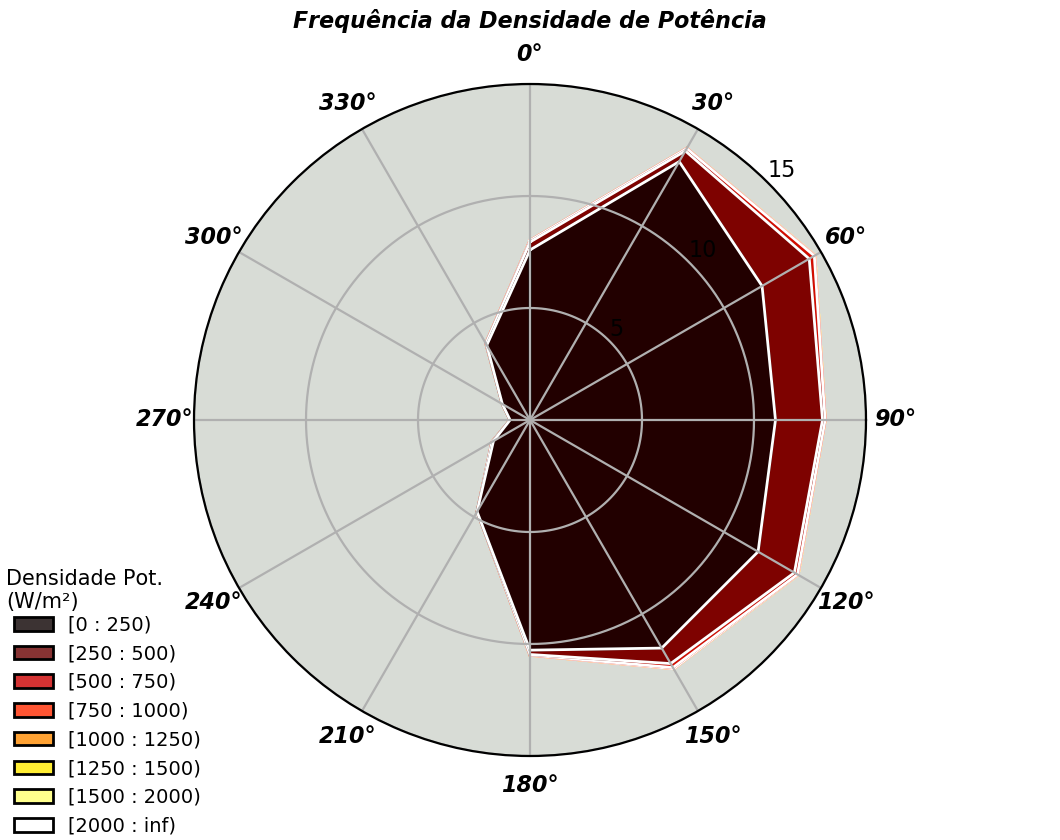 Frequência da Densidade de Potência
0°
330°
30°
15
300°
60°
10
5
270°
90°
240°
120°
210°
150°
180°
Densidade Pot.
(W/m²)
[0 : 250)
[250 : 500)
[500 : 750)
[750 : 1000)
[1000 : 1250)
[1250 : 1500)
[1500 : 2000)
[2000 : inf)